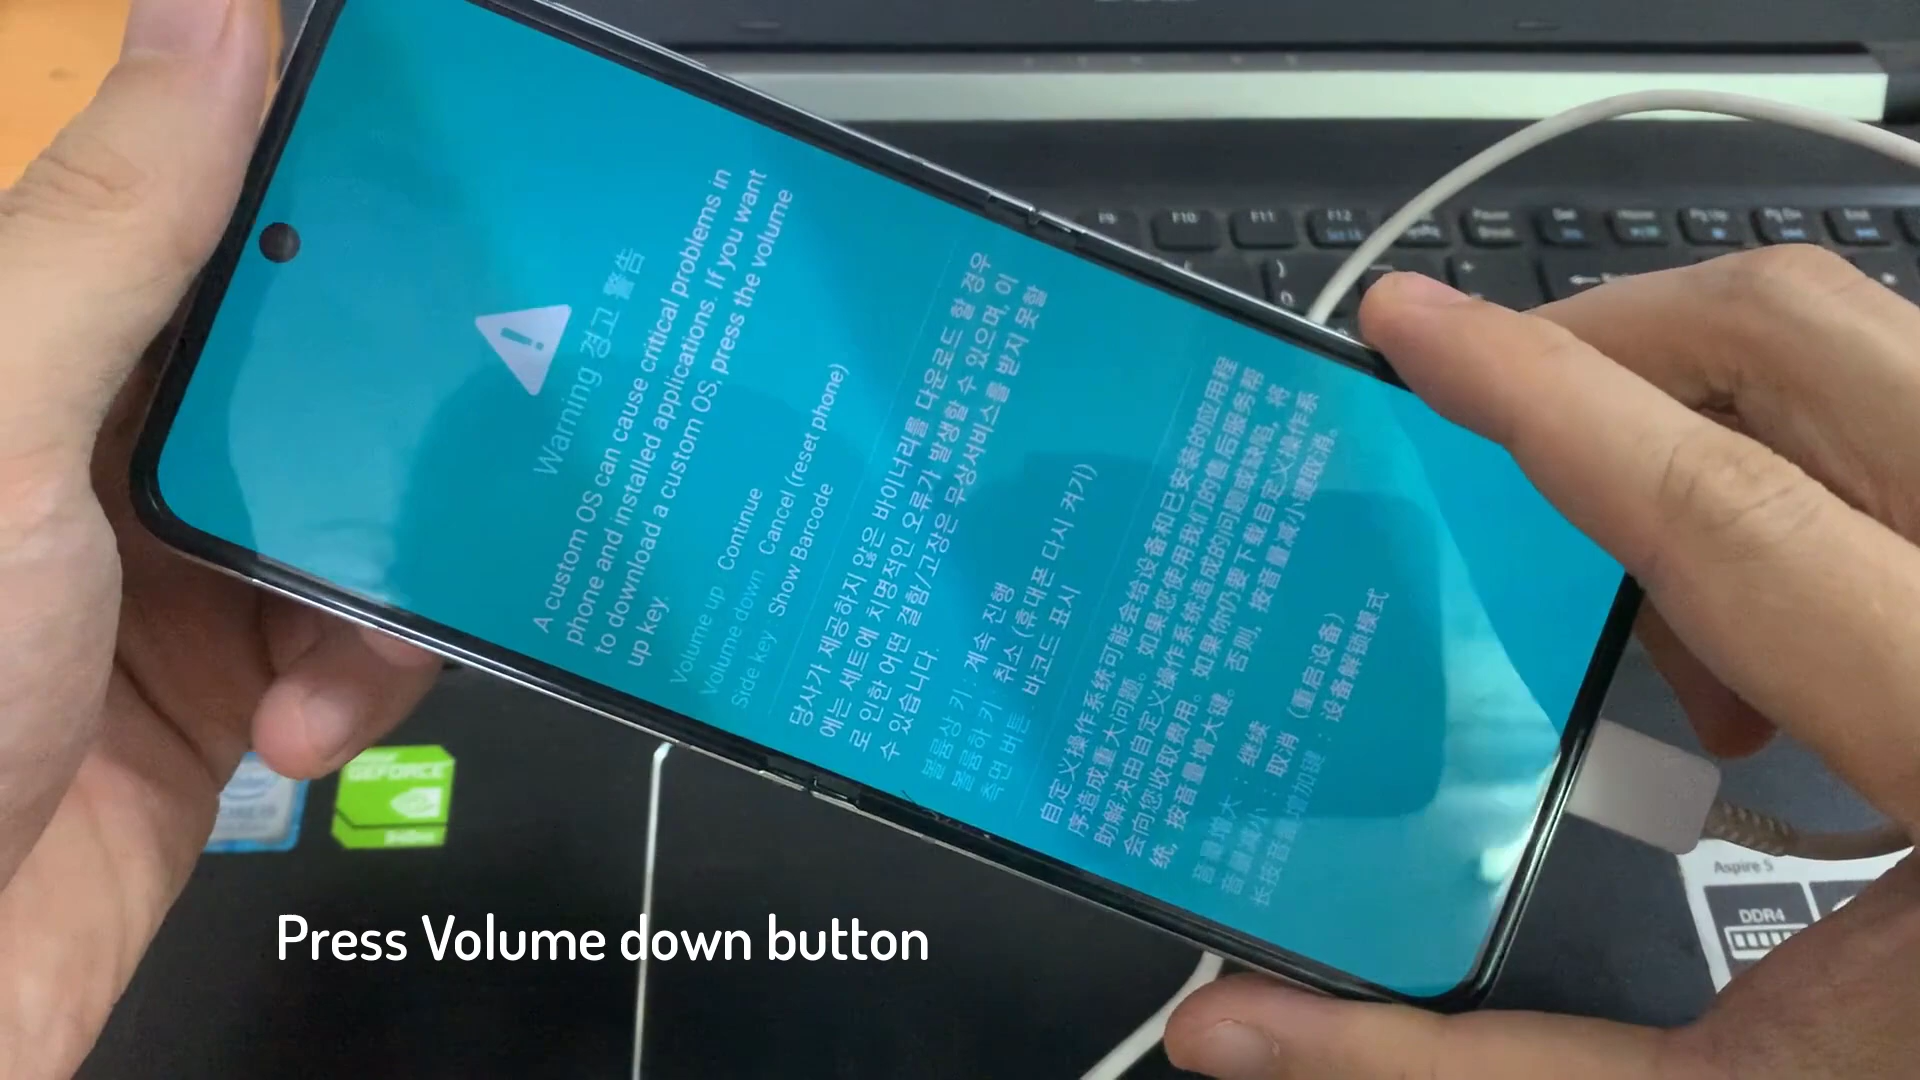 Warning 경고 警告
A custom OS can cause critical problems in
phone and installed applications. If you want
to download a custom OS, press the volume
up key.
Volume up : Continue
Volume down : Cancel (reset phone)
Side key : Show Barcode
당사가 제공하지 않은 바이너리를 다운로드 할 경우
에는 세트에 치명적인 오류가 발생할 수 있으며, 이
로 인한 어떤 결함/고장은 무상서비스를 받지 못할
수 있습니다.
볼륨상 키 : 계속 진행
볼륨하 키 : 취소 (휴대폰 다시 켜기)
측면 버튼 : 바코드 표시
自定义操作系统可能会给设备和已安装的应用程
序造成重大问题。如果您使用我们的售后服务帮
助解决由自定义操作系统造成的问题或缺陷，将
会向您收取费用。如果你仍要下载自定义操作系
统，按音量增大键。否则，按音量减小键取消。
音量增大 : 继续
音量减小 : 取消 (重启设备)
长按音量增加键 : 设备解锁模式
Press Volume down button
F9
F10
F11
F12
Pause
Break
Home
End
GEFORCE
Aspire 5
DDR4